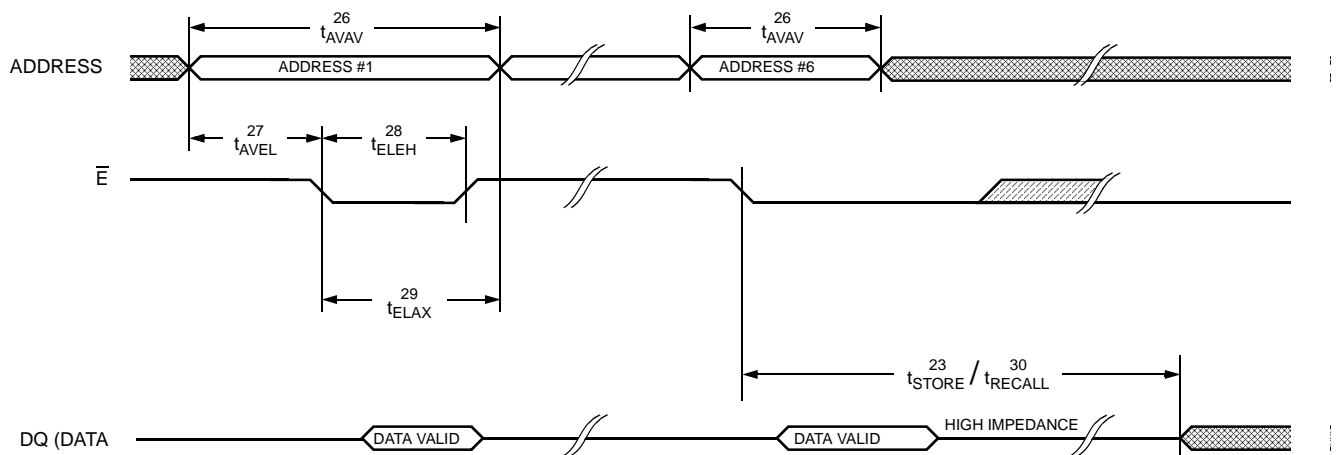 26 26
tAVAV tAVAV
ADDRESS ADDRESS #1 ADDRESS #6
27 28
tAVEL tELEH
E
29
tELAX
23 30
tSTORE / tRECALL
HIGH IMPEDANCE
DQ (DATA DATA VALID DATA VALID